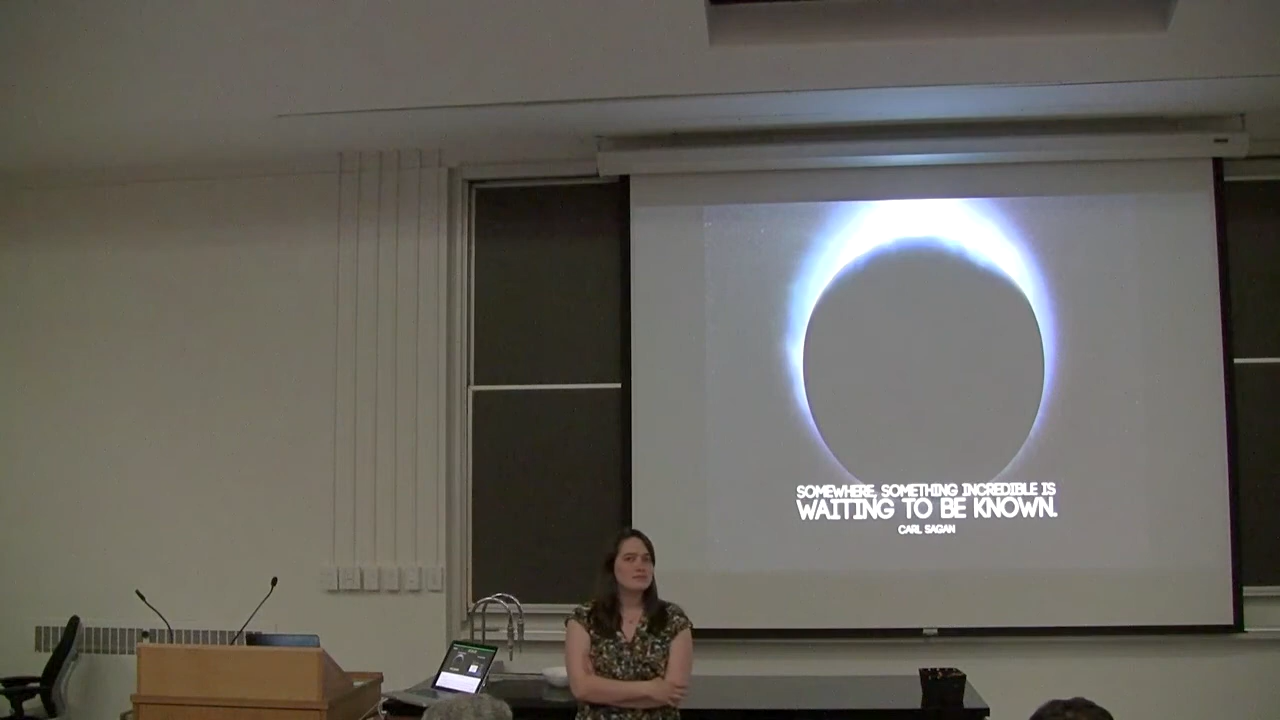 SOMEWHERE, SOMETHING INCREDIBLE IS
WAITING TO BE KNOWN.
CARL SAGAN